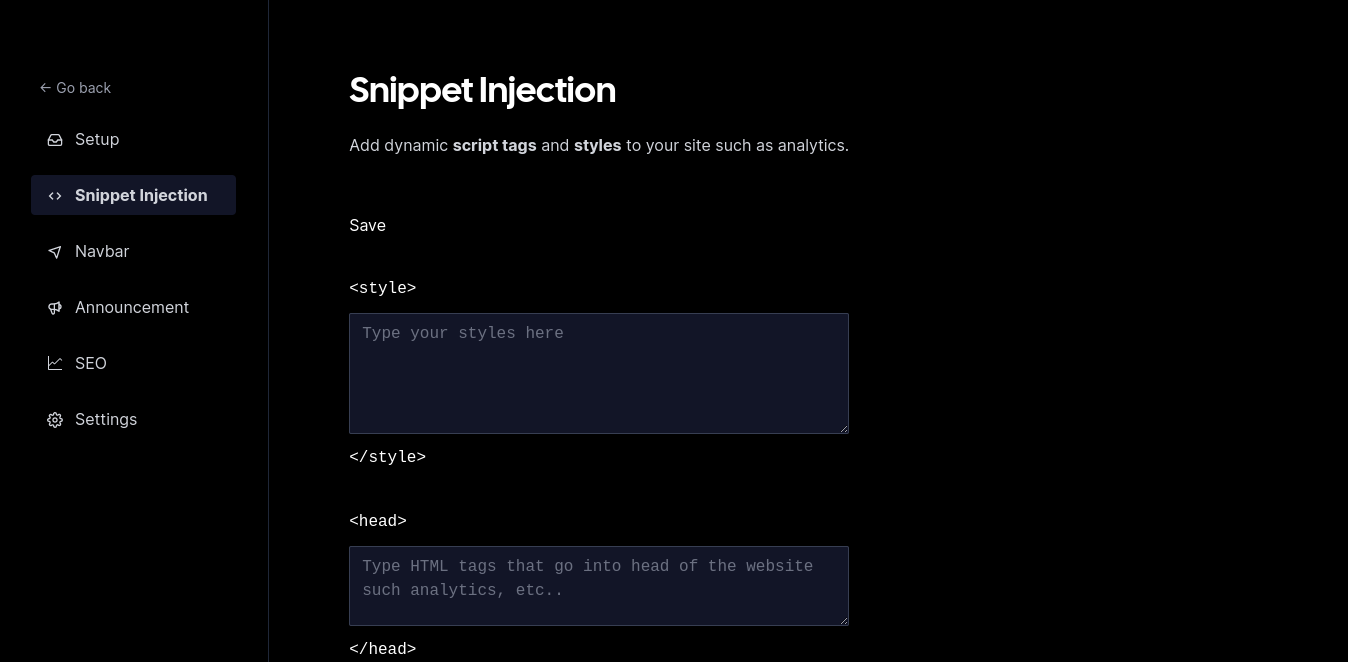 ← Go back
Setup
Snippet Injection
Navbar
Announcement
SEO
Settings
Snippet Injection
Add dynamic script tags and styles to your site such as analytics.
Save
<style>
Type your styles here
</style>
<head>
Type HTML tags that go into head of the website
such analytics, etc..
</head>